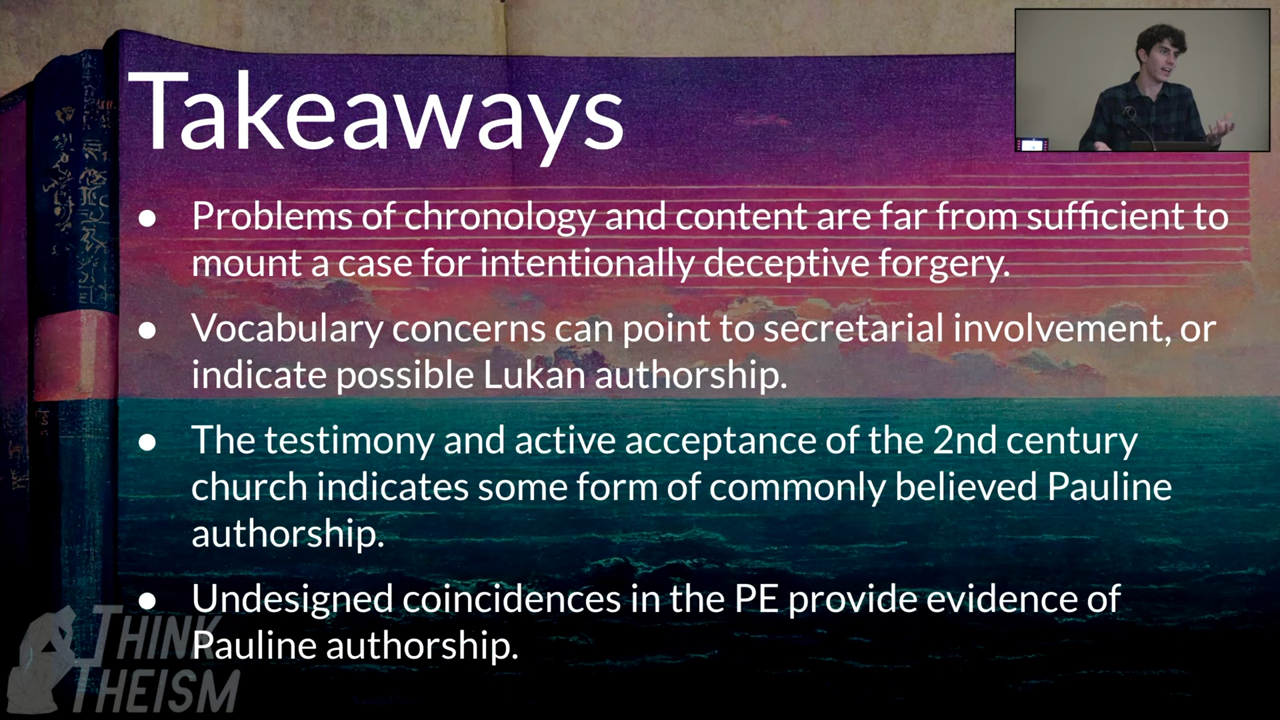 Takeaways
● Problems of chronology and content are far from sufficient to
mount a case for intentionally deceptive forgery.
● Vocabulary concerns can point to secretarial involvement, or
indicate possible Lukan authorship.
● The testimony and active acceptance of the 2nd century
church indicates some form of commonly believed Pauline
authorship.
● Undesigned coincidences in the PE provide evidence of
Pauline authorship.
THINK
THEISM